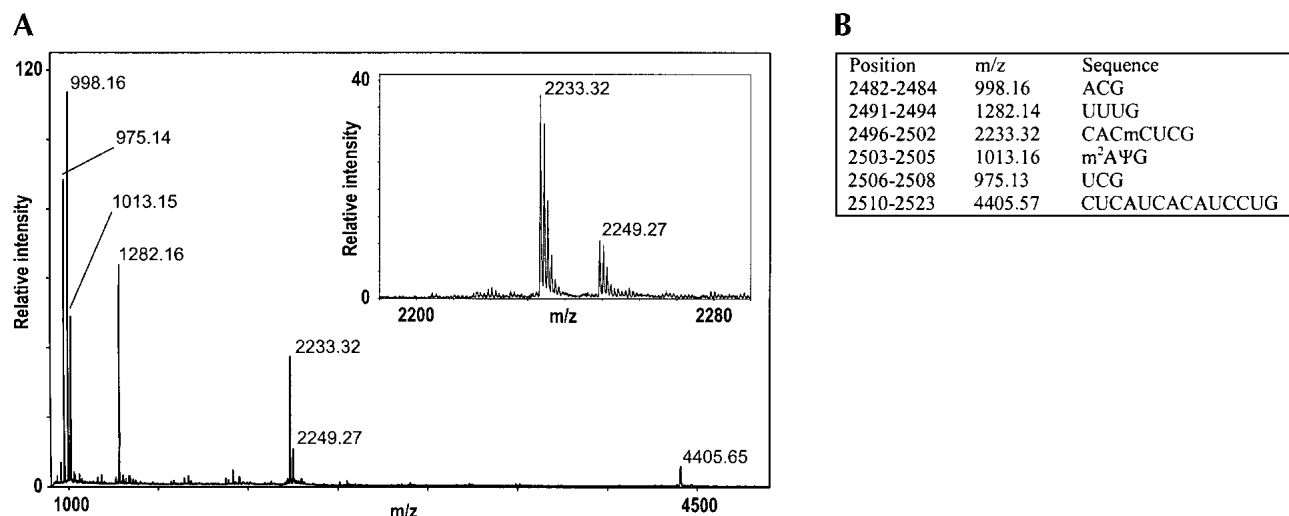 A
120
998.16
975.14
1013.15
1282.16
2233.32
2249.27
4405.65
Relative intensity
0
1000
m/z
4500
40
2233.32
2249.27
Relative intensity
0
2200
m/z
2280
B
Position m/z Sequence
2482-2484 998.16 ACG
2491-2494 1282.14 UUUG
2496-2502 2233.32 CACmCUCG
2503-2505 1013.16 m²AΨG
2506-2508 975.13 UCG
2510-2523 4405.57 CUCAUCACAUCCUG